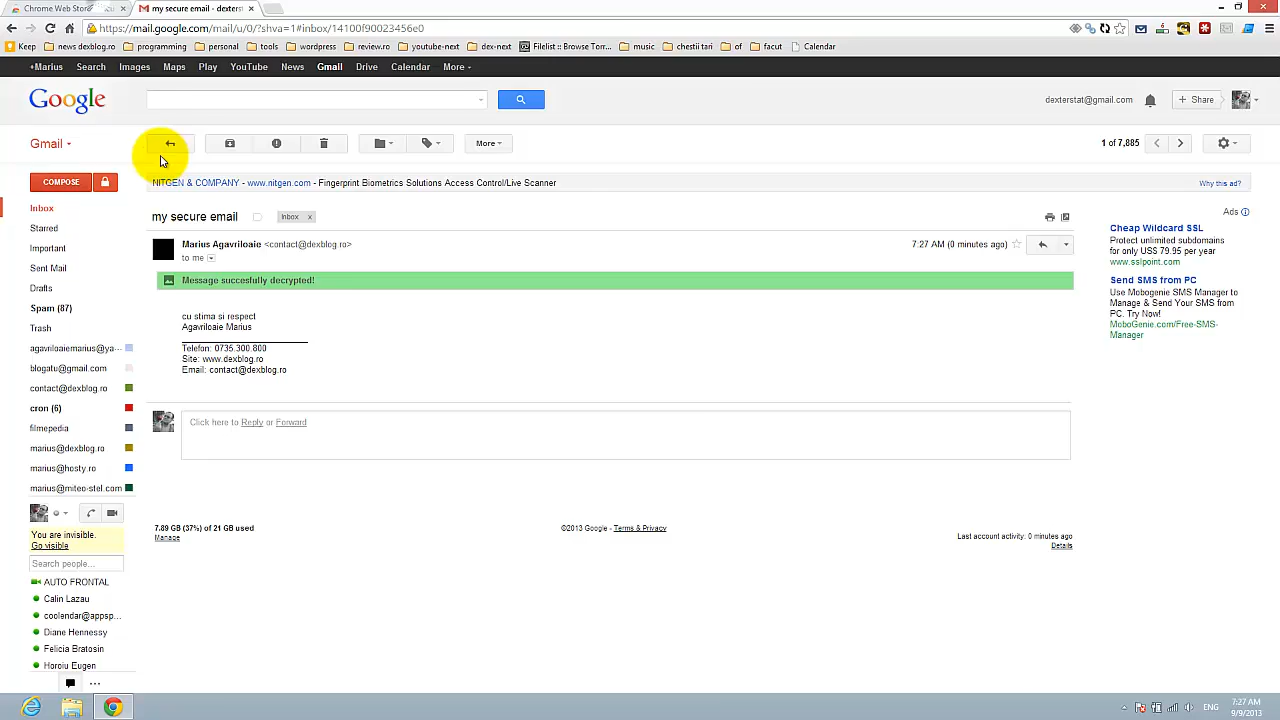 Chrome Web Store
my secure email - dexterst
https://mail.google.com/mail/u/0/?shva=1#inbox/14100f90023456e0
Keep news dexblog.ro programming personal tools wordpress review.ro youtube-next dex-next Filelist :: Browse Torr... music chestii tari of facut Calendar
+Marius Search Images Maps Play YouTube News Gmail Drive Calendar More
Google
dexterstat@gmail.com
+ Share
Gmail
More
1 of 7,885
COMPOSE
NITGEN & COMPANY - www.nitgen.com - Fingerprint Biometrics Solutions Access Control/Live Scanner
Why this ad?
Inbox
Starred
Important
Sent Mail
Drafts
Spam (87)
Trash
agaviloaiemarius@ya...
blogatu@gmail.com
contact@dexblog.ro
cron (6)
filmepedia
marius@dexblog.ro
marius@hosty.ro
marius@miteo-stel.com
You are invisible.
Go visible
Search people...
AUTO FRONTAL
Calin Lazau
coolendar@appsp...
Diane Hennessy
Felicia Bratosin
Horoiu Eugen
my secure email
Inbox x
Marius Agavriloaie <contact@dexblog.ro>
7:27 AM (0 minutes ago)
to me
Message succesfully decrypted!
cu stima si respect
Agavriloaie Marius
Telefon: 0735.300.800
Site: www.dexblog.ro
Email: contact@dexblog.ro
Click here to Reply or Forward
7.89 GB (37%) of 21 GB used
Manage
©2013 Google - Terms & Privacy
Last account activity: 0 minutes ago
Details
Ads
Cheap Wildcard SSL
Protect unlimited subdomains
for only US$ 79.95 per year
www.sslpoint.com
Send SMS from PC
Use Mobogenie SMS Manager to
Manage & Send Your SMS from
PC. Try Now!
MoboGenie.com/Free-SMS-
Manager
ENG
7:27 AM
9/9/2013